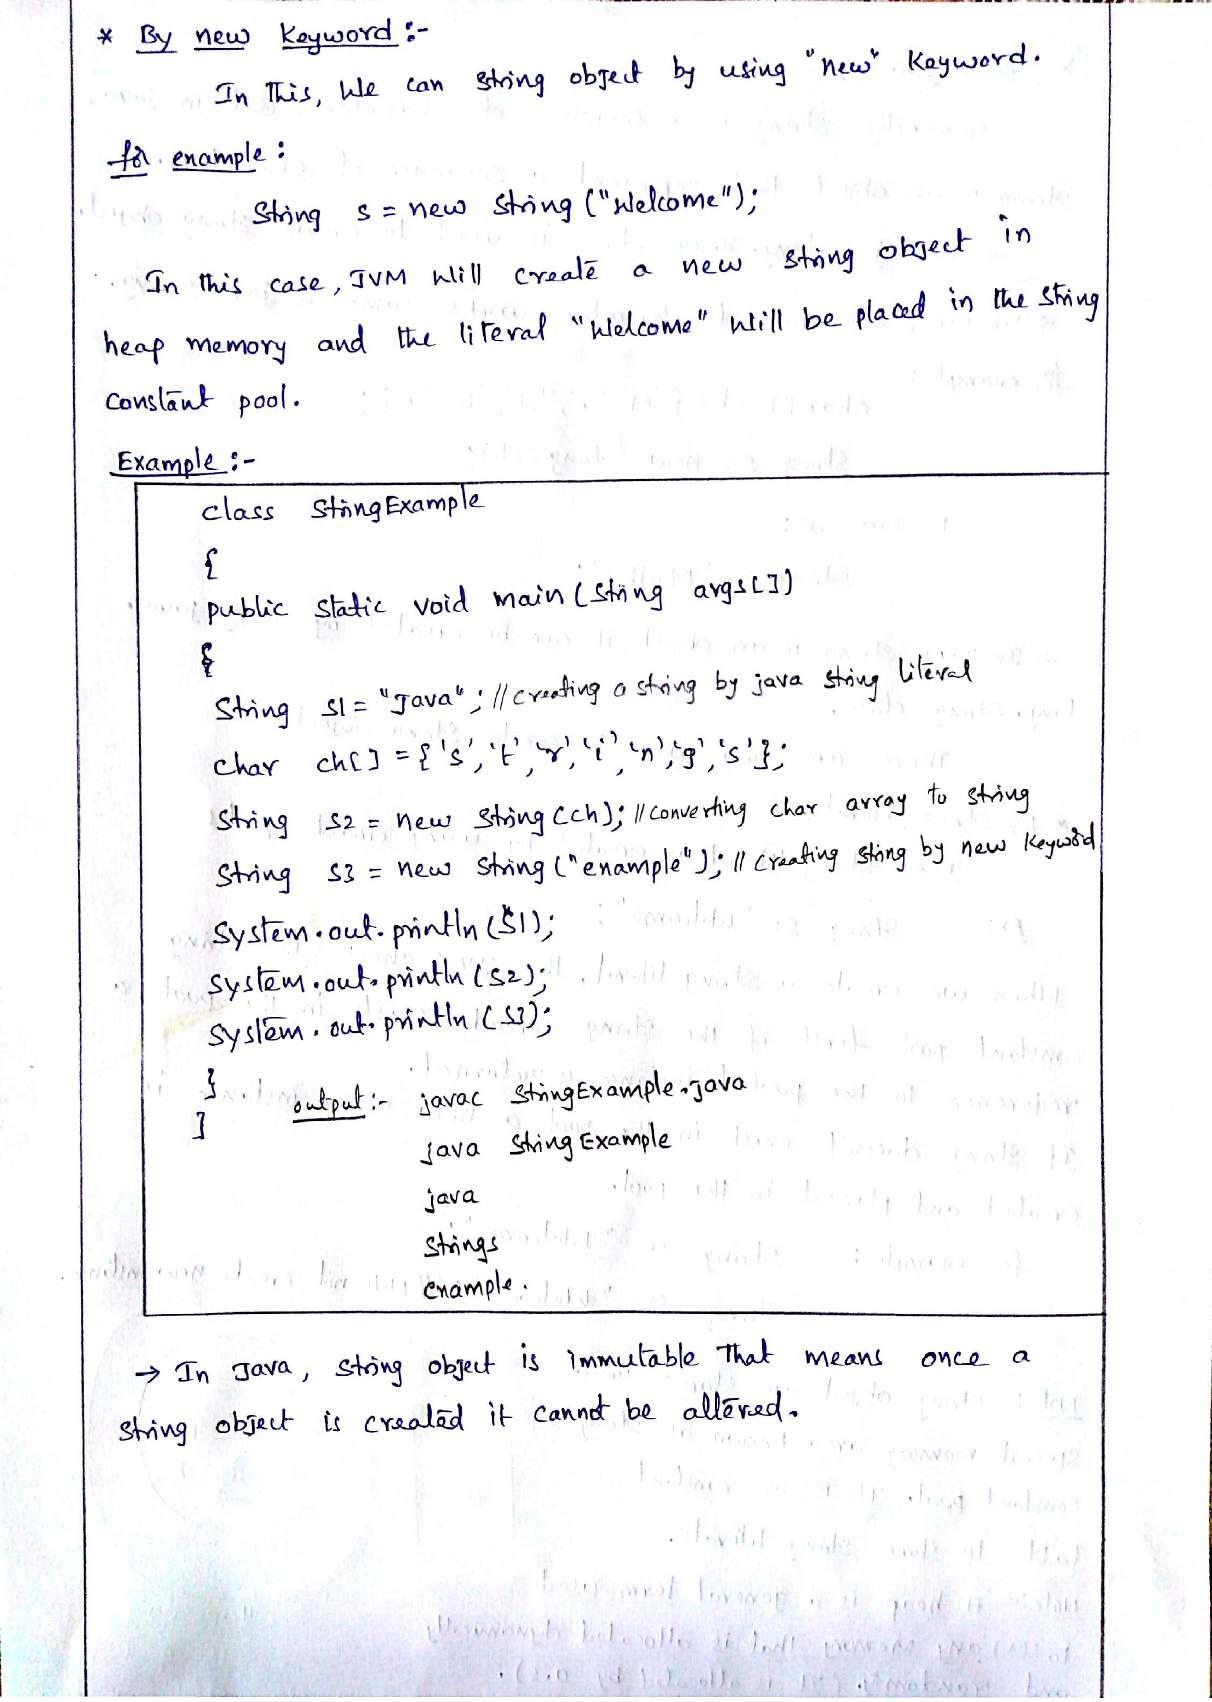 * By new Keyword :-
In This, We can string object by using "new" Keyword.
for example :
String s = new String ("Welcome");
In this case, JVM Will create a new string object in
heap memory and the literal "Welcome" Will be placed in the String
Constant pool.
Example :-
class StringExample
{
public static void main (String args[])
{
String s1 = "Java"; // creating a string by java string literal
char ch[] = {'s', 't', 'r', 'i', 'n', 'g', 's'};
String s2 = new String (ch); // converting char array to string
String s3 = new String ("example"); // creating string by new keyword
System.out.println (S1);
System.out.println (S2);
System.out.println (S3);
}
}
output :- javac StringExample.java
java StringExample
java
Strings
example.
→ In Java, string object is immutable That means once a
string object is created it cannot be altered.